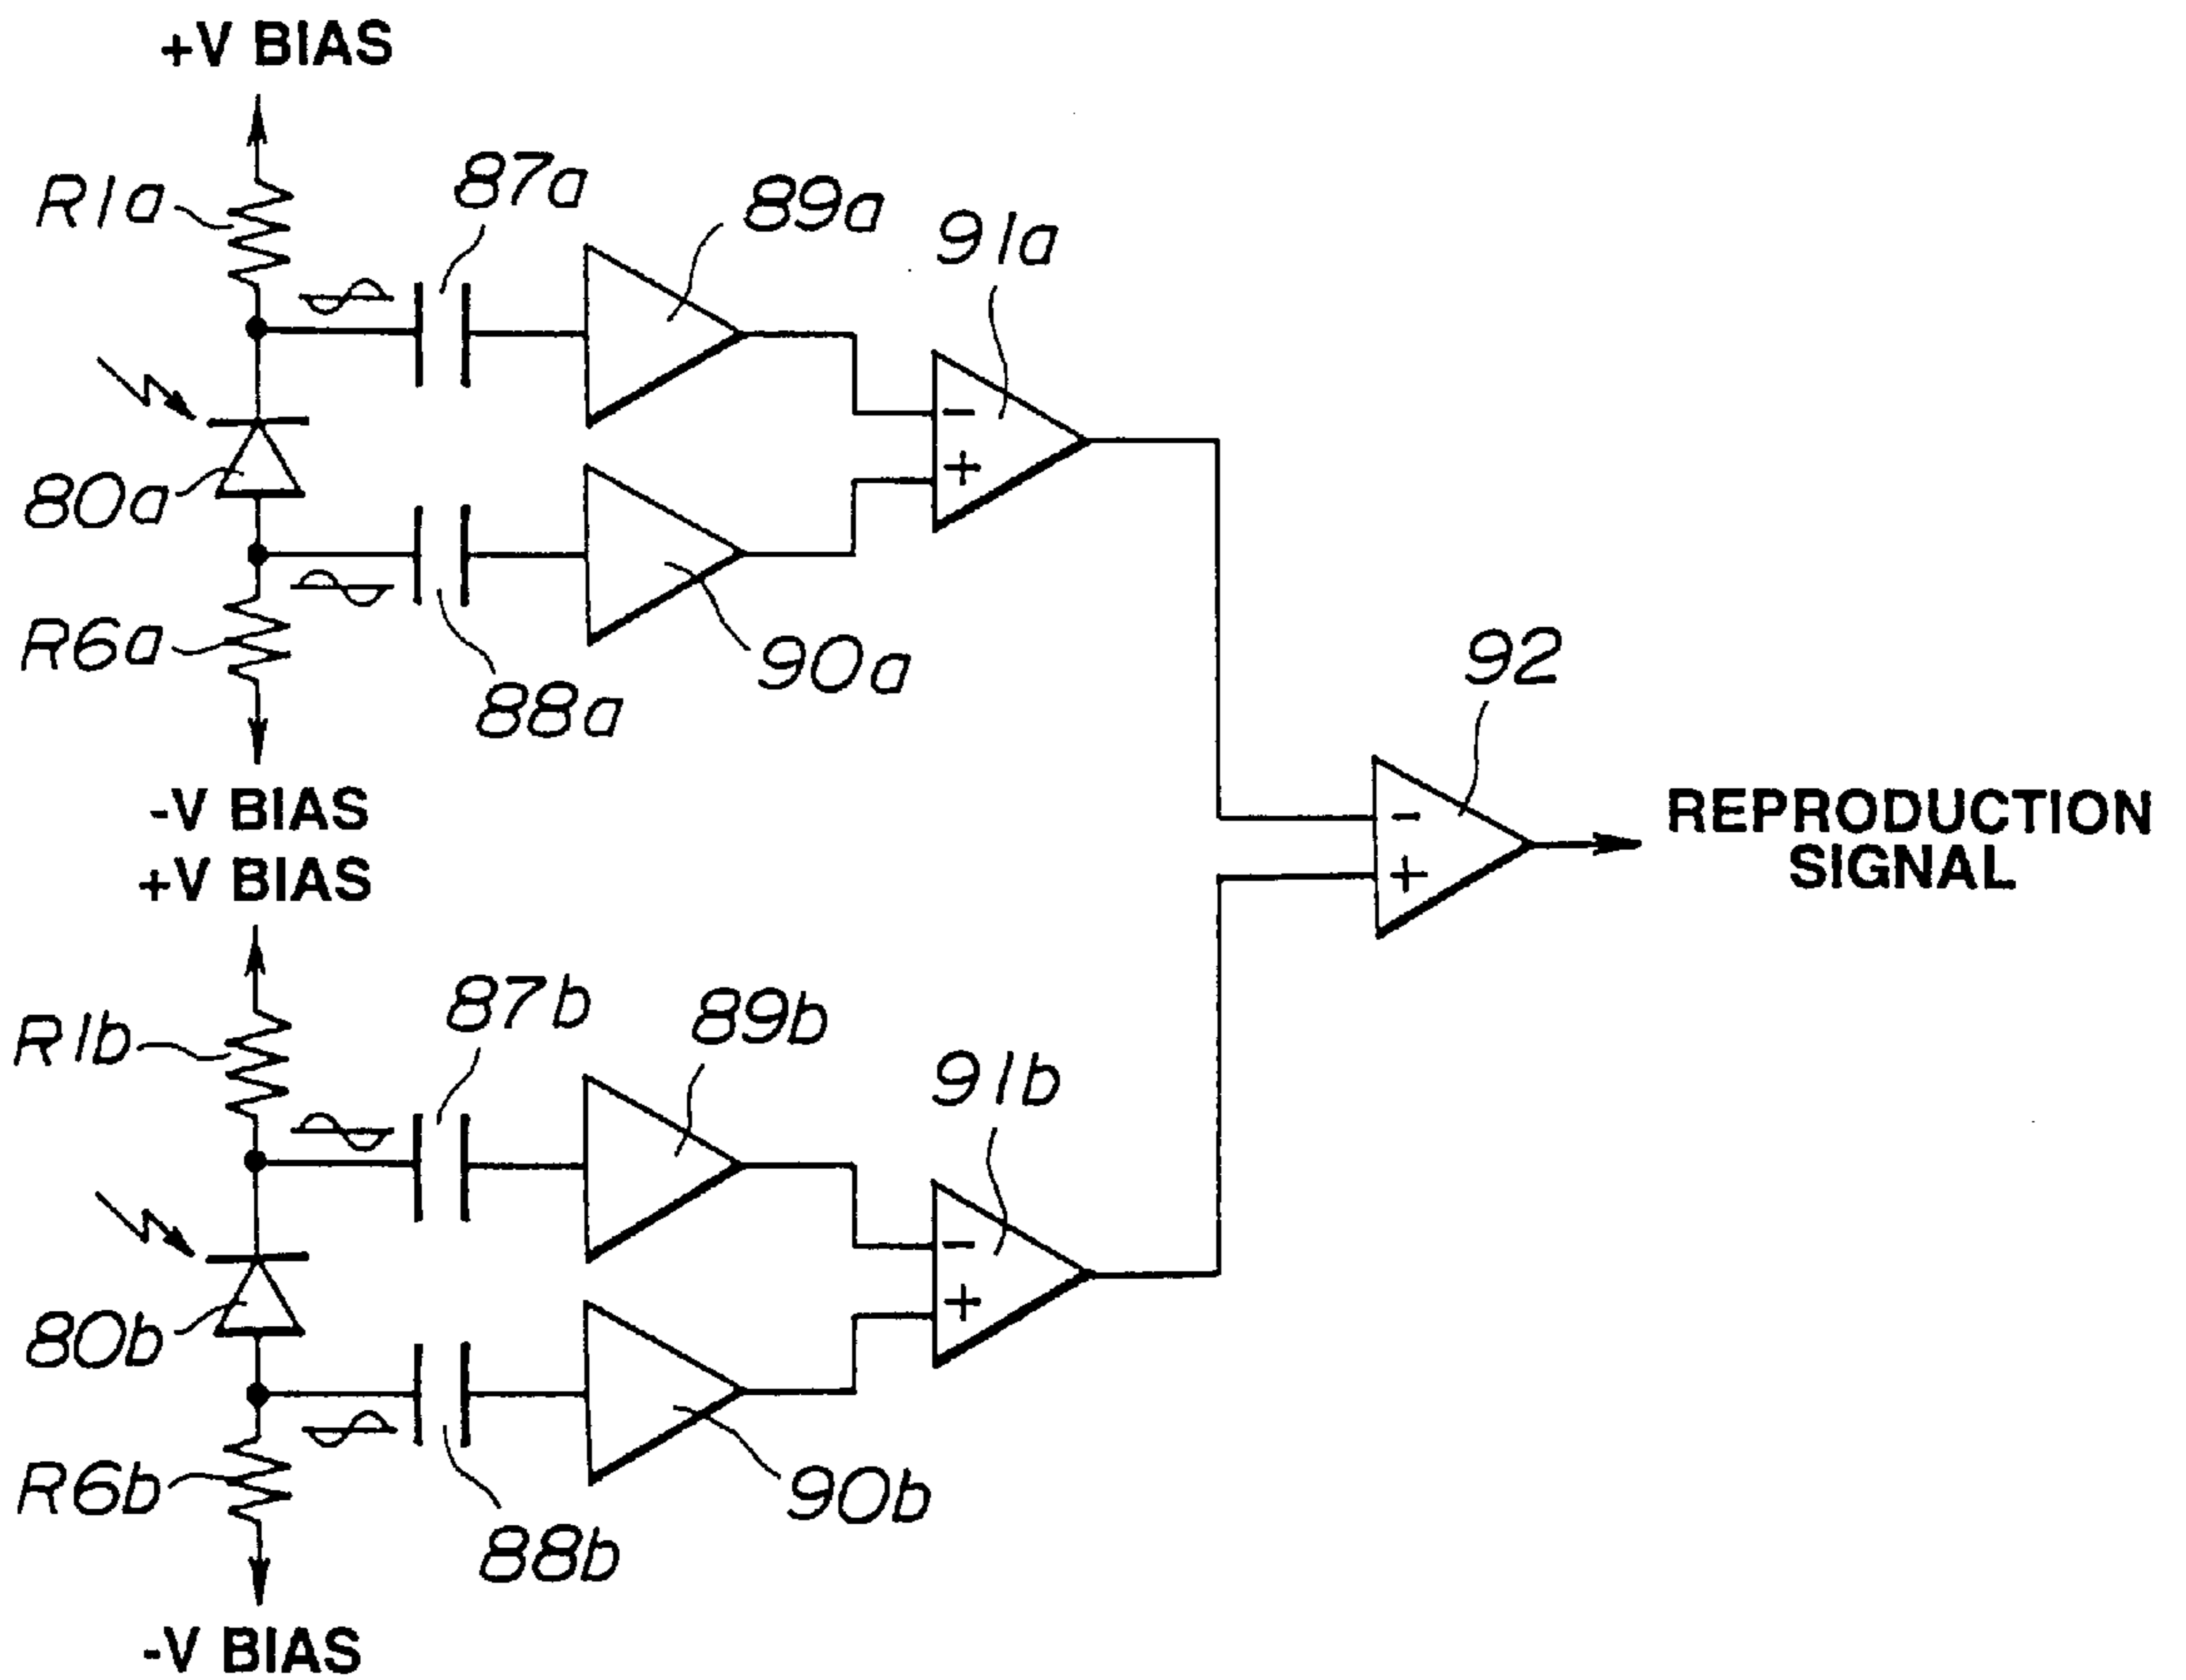 +V BIAS
R1a
87a
89a
91a
-
+
80a
R6a
88a
90a
-V BIAS
92
-
+
REPRODUCTION
SIGNAL
+V BIAS
R1b
87b
89b
91b
-
+
80b
R6b
88b
90b
-V BIAS